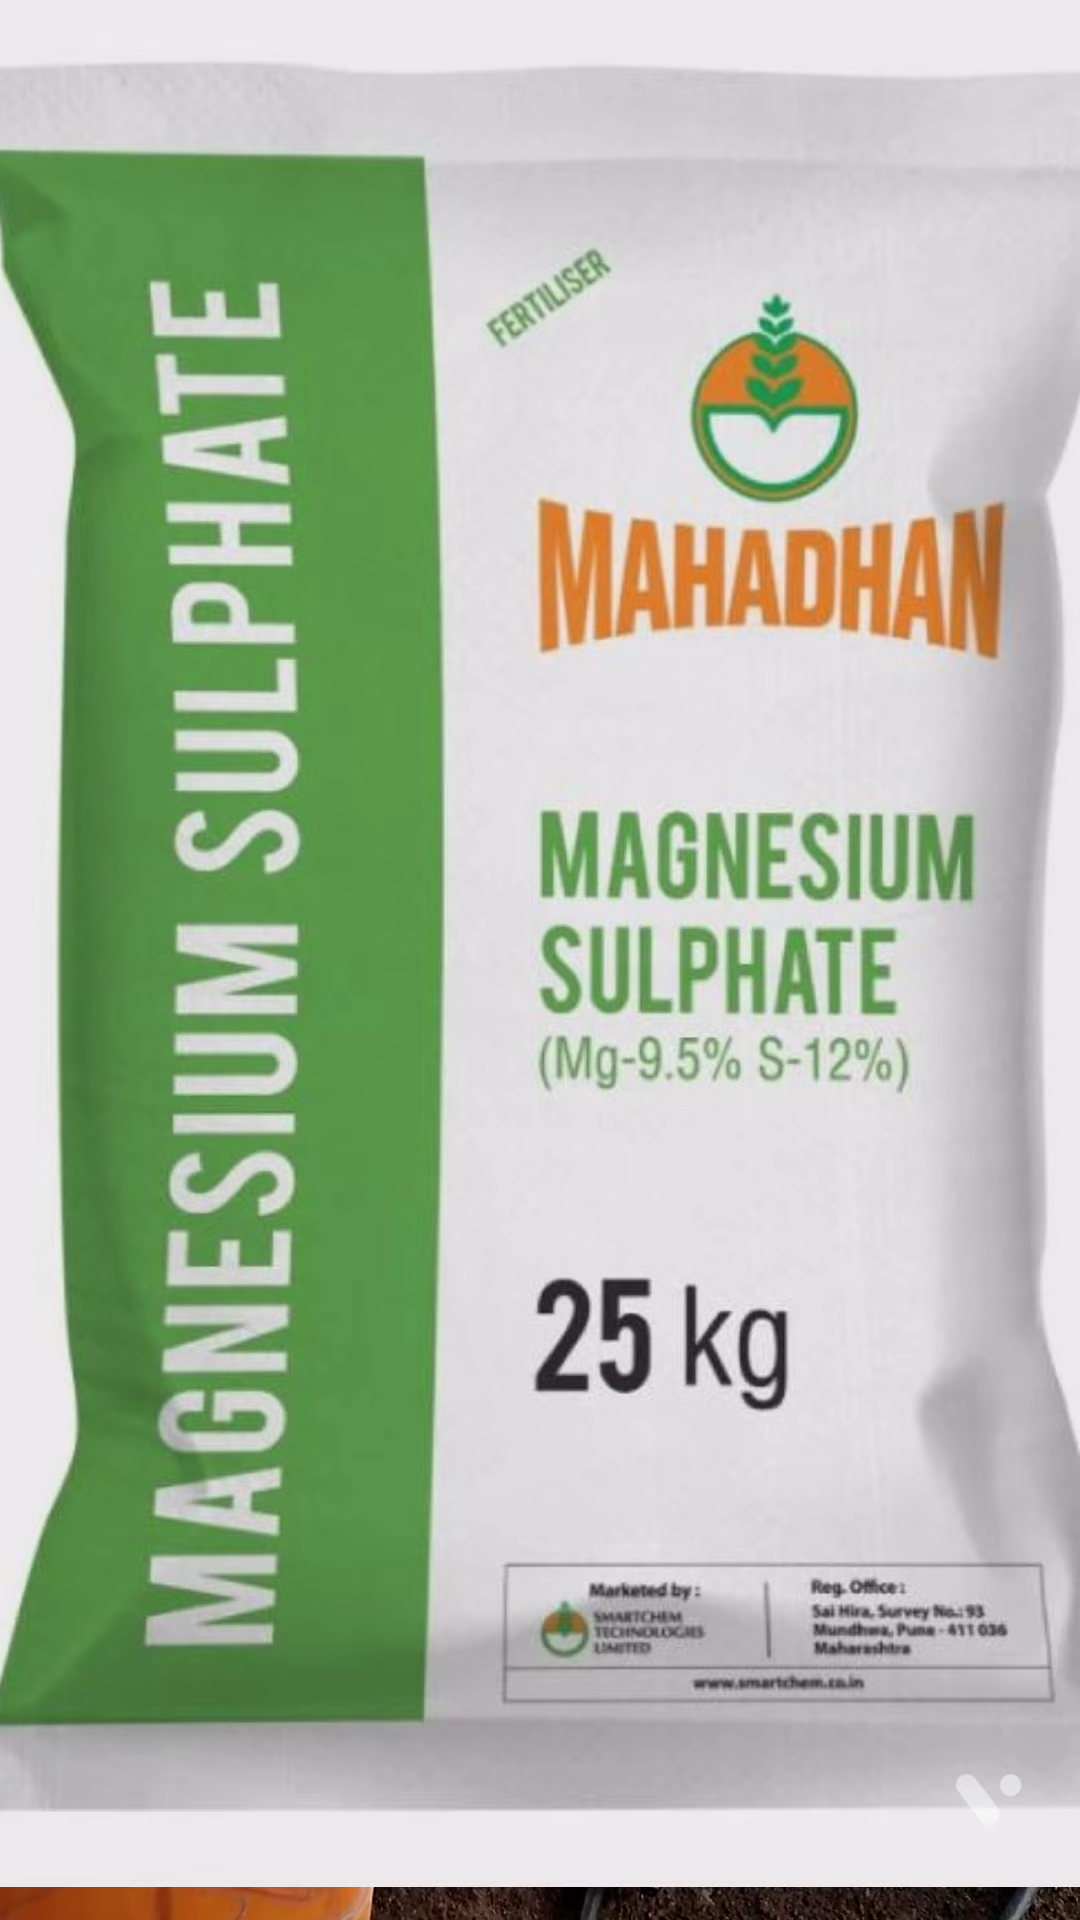 MAGNESIUM SULPHATE
FERTILISER
MAHADHAN
MAGNESIUM
SULPHATE
(Mg-9.5% S-12%)
25 kg
Marketed by :
SMARTCHEM
TECHNOLOGIES
LIMITED
Reg. Office :
Sai Hira, Survey No.: 93
Mundhwa, Pune - 411 036
Maharashtra
www.smartchem.co.in